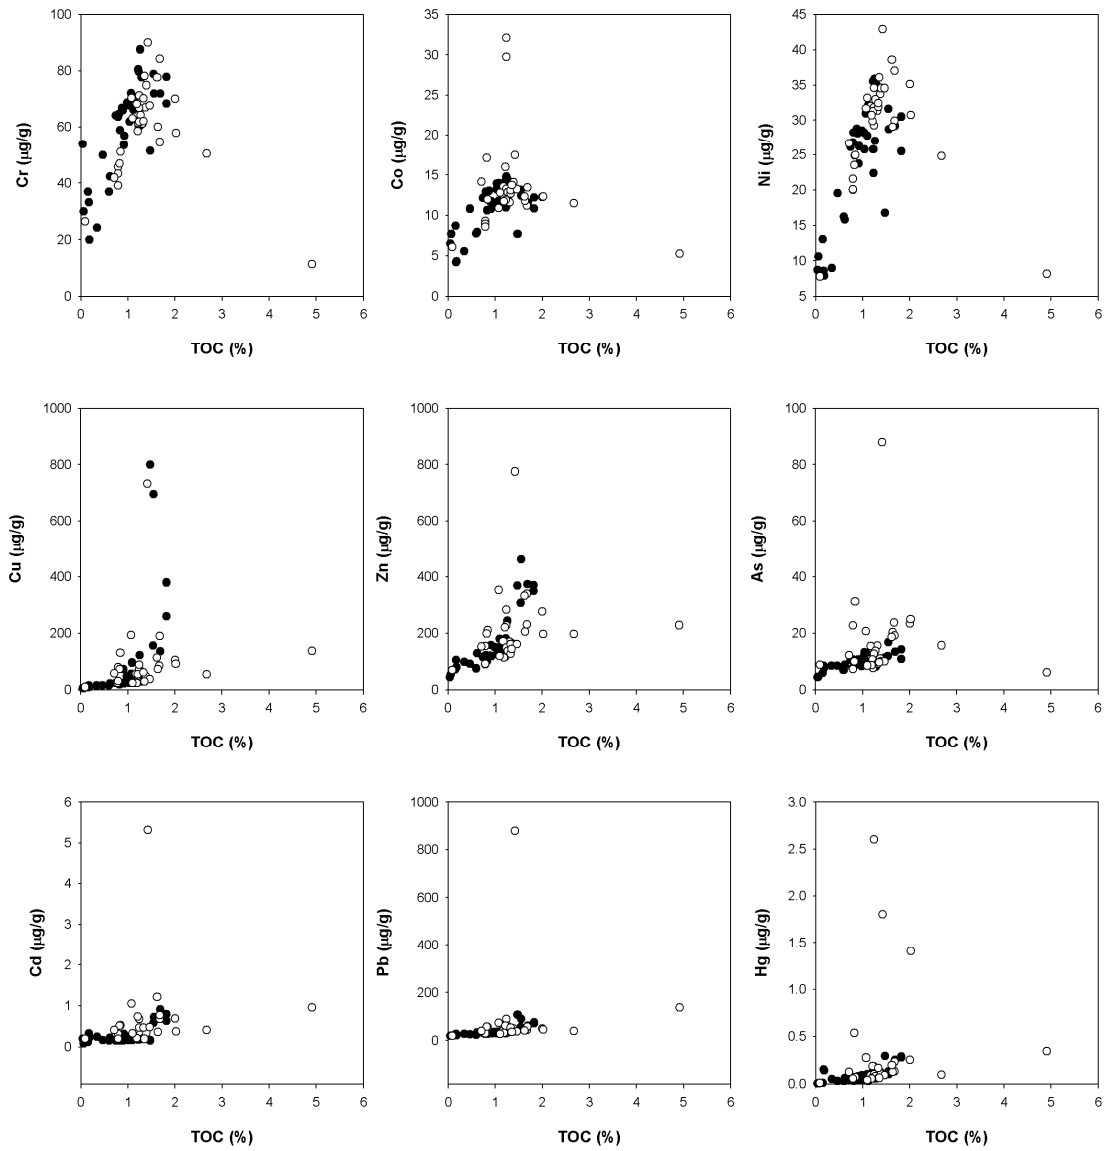 100
80
60
40
20
0
Cr (µg/g)
0 1 2 3 4 5 6
TOC (%)
35
30
25
20
15
10
5
0
Co (µg/g)
0 1 2 3 4 5 6
TOC (%)
45
40
35
30
25
20
15
10
5
Ni (µg/g)
0 1 2 3 4 5 6
TOC (%)
1000
800
600
400
200
0
Cu (µg/g)
0 1 2 3 4 5 6
TOC (%)
1000
800
600
400
200
0
Zn (µg/g)
0 1 2 3 4 5 6
TOC (%)
100
80
60
40
20
0
As (µg/g)
0 1 2 3 4 5 6
TOC (%)
6
5
4
3
2
1
0
Cd (µg/g)
0 1 2 3 4 5 6
TOC (%)
1000
800
600
400
200
0
Pb (µg/g)
0 1 2 3 4 5 6
TOC (%)
3.0
2.5
2.0
1.5
1.0
0.5
0.0
Hg (µg/g)
0 1 2 3 4 5 6
TOC (%)